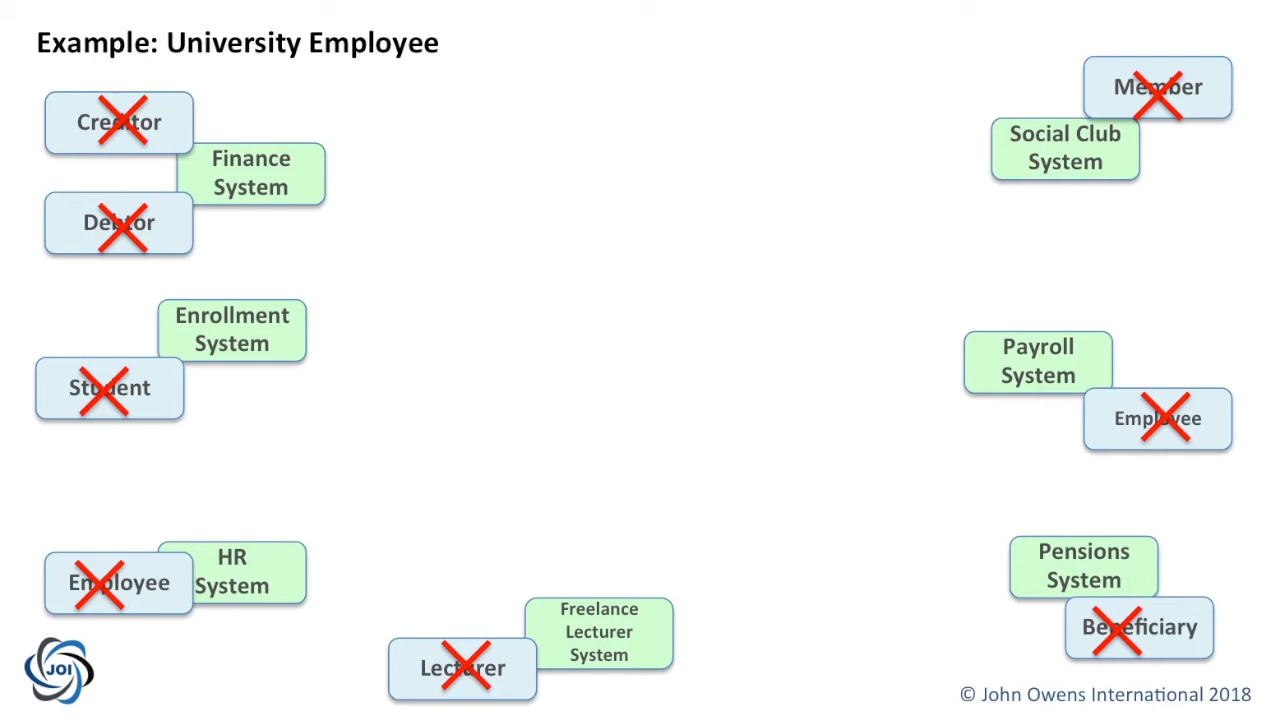 Example: University Employee
Creditor
Finance
System
Debtor
Enrollment
System
Student
HR
System
Employee
Freelance
Lecturer
System
Lecturer
Member
Social Club
System
Payroll
System
Employee
Pensions
System
Beneficiary
JOI
© John Owens International 2018